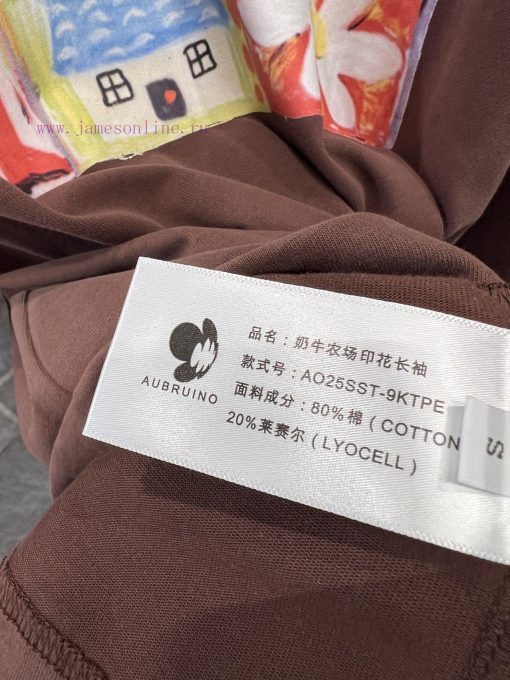 www.jamesonline.ru
AUBRUINO
品名：奶牛农场印花长袖
款式号：AO25SST-9KTPE
面料成分：80%棉（COTTON
20%莱赛尔（LYOCELL）
S